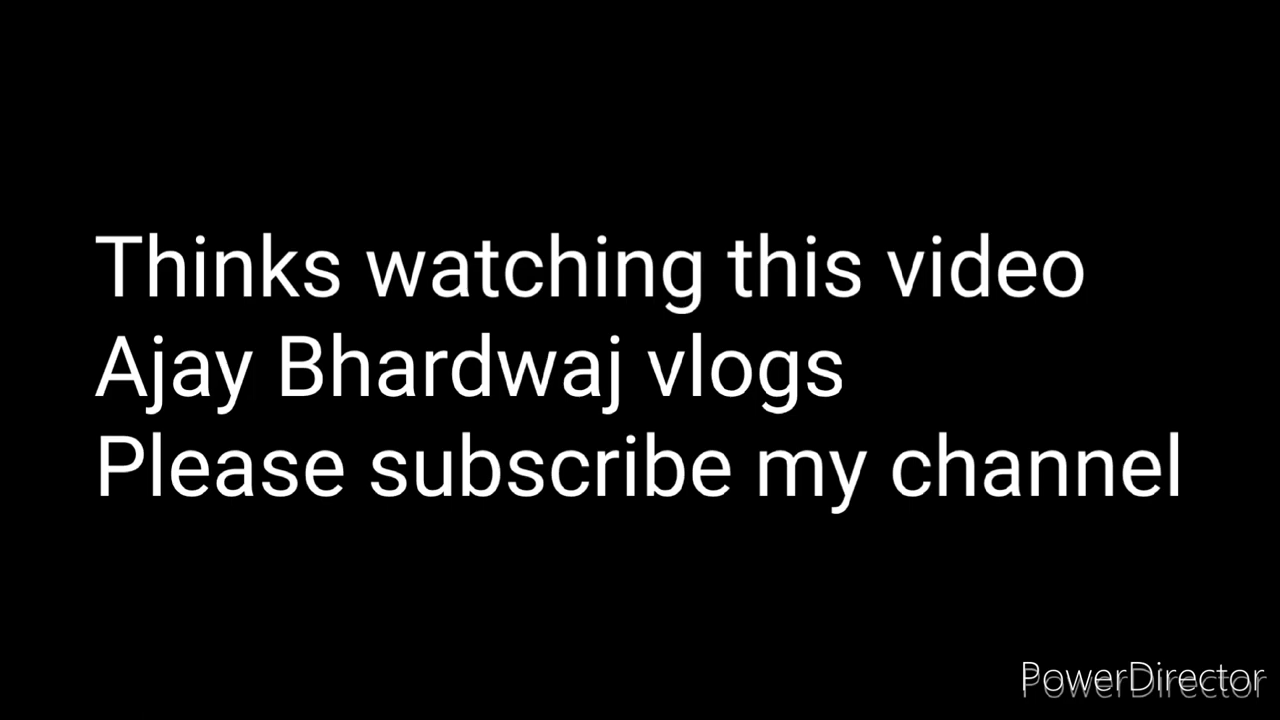 Thinks watching this video
Ajay Bhardwaj vlogs
Please subscribe my channel
PowerDirector